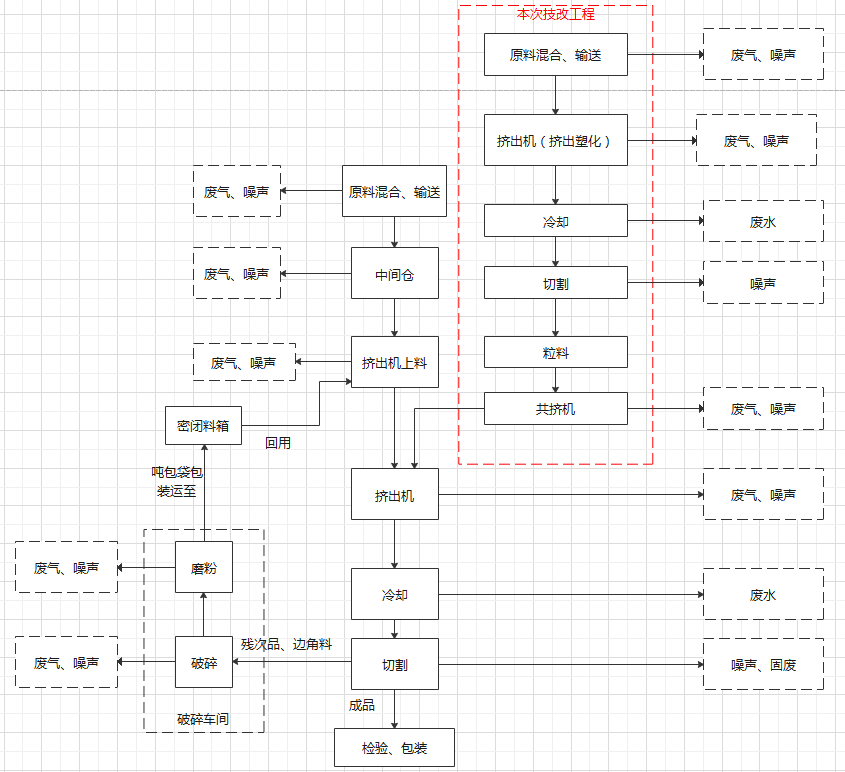 本次技改工程
原料混合、输送
废气、噪声
挤出机（挤出塑化）
废气、噪声
废气、噪声
原料混合、输送
冷却
废水
废气、噪声
中间仓
切割
噪声
废气、噪声
挤出机上料
粒料
密闭料箱
回用
共挤机
废气、噪声
吨包袋包
装运至
挤出机
废气、噪声
废气、噪声
磨粉
冷却
废水
废气、噪声
破碎
残次品、边角料
切割
噪声、固废
破碎车间
成品
检验、包装